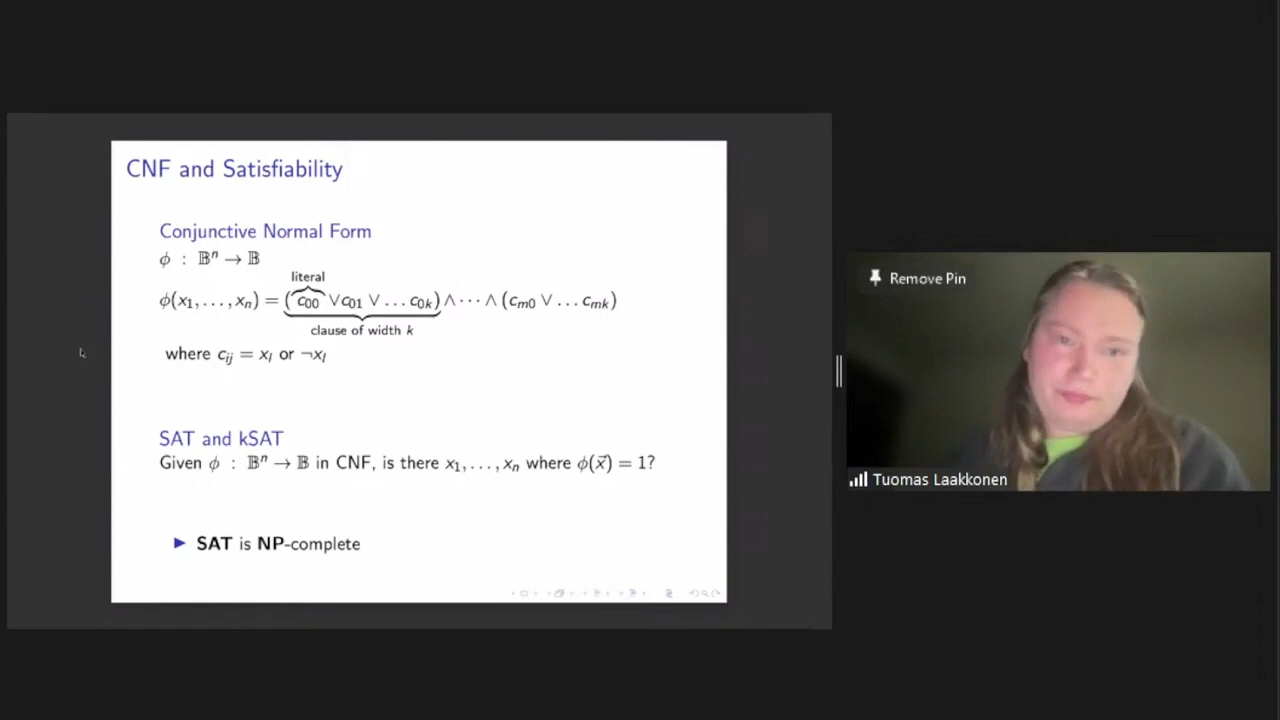 CNF and Satisfiability
Conjunctive Normal Form
ϕ : 𝔹ⁿ → 𝔹
literal
ϕ(x₁, . . . , xₙ) = (c₀₀ ∨c₀₁ ∨ . . . c₀ₖ) ∧ · · · ∧ (cₘ₀ ∨ . . . cₘₖ)
clause of width k
where cᵢⱼ = xₗ or ¬xₗ
SAT and kSAT
Given ϕ : 𝔹ⁿ → 𝔹 in CNF, is there x₁, . . . , xₙ where ϕ(x⃗) = 1?
▶ SAT is NP-complete
Remove Pin
Tuomas Laakkonen